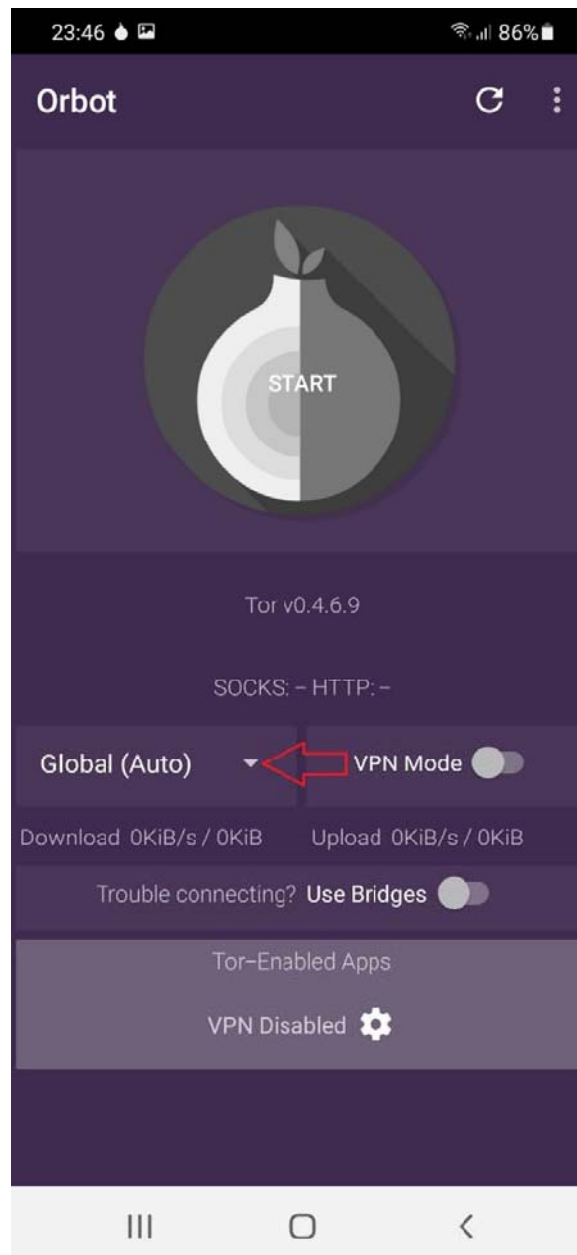 23:46 86%
Orbot
START
Tor v0.4.6.9
SOCKS: – HTTP: –
Global (Auto) VPN Mode
Download 0KiB/s / 0KiB Upload 0KiB/s / 0KiB
Trouble connecting? Use Bridges
Tor–Enabled Apps
VPN Disabled